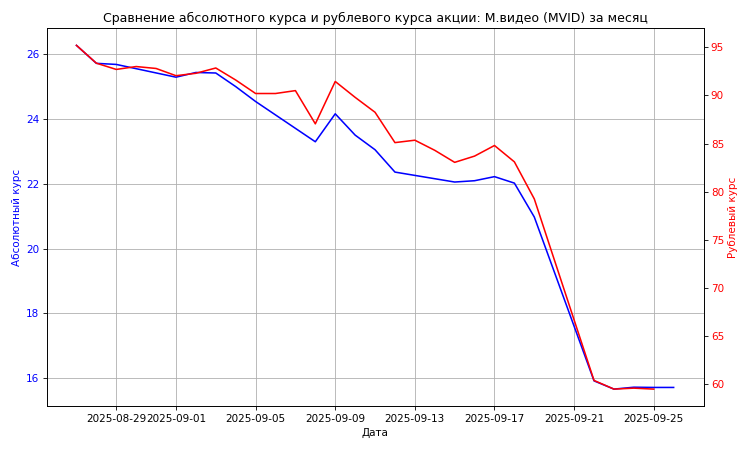 Сравнение абсолютного курса и рублевого курса акции: М.видео (MVID) за месяц
Абсолютный курс
26
24
22
20
18
16
95
90
85
80
75
70
65
60
Рублевый курс
2025-08-29 2025-09-01 2025-09-05 2025-09-09 2025-09-13 2025-09-17 2025-09-21 2025-09-25
Дата